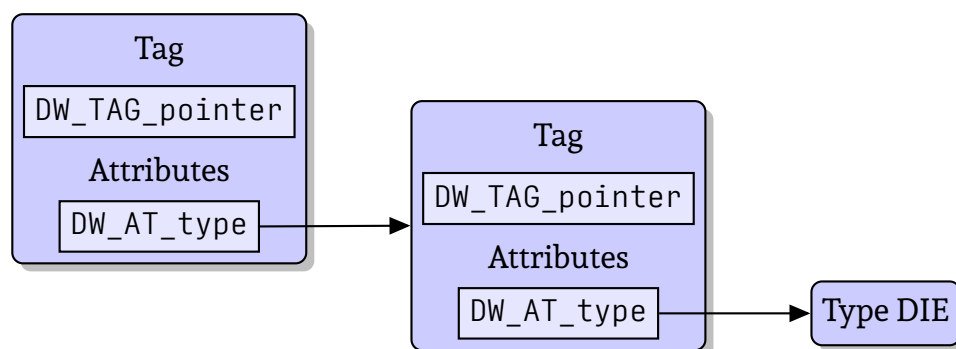 Tag
DW_TAG_pointer
Attributes
DW_AT_type
Tag
DW_TAG_pointer
Attributes
DW_AT_type
Type DIE